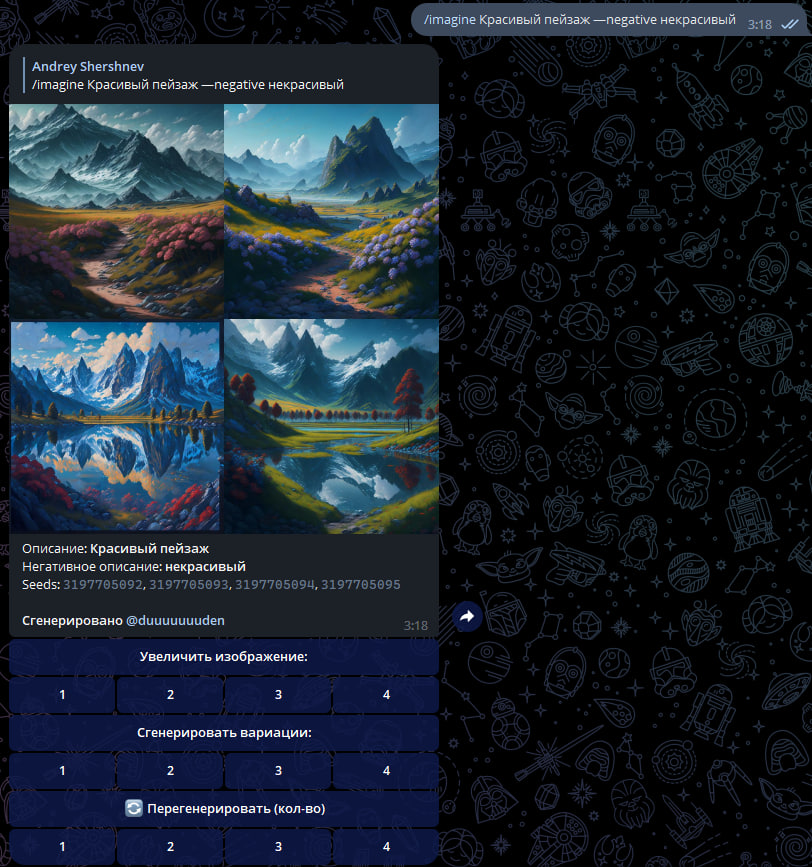 /imagine Красивый пейзаж —negative некрасивый 3:18
Andrey Shershnev
/imagine Красивый пейзаж —negative некрасивый
Описание: Красивый пейзаж
Негативное описание: некрасивый
Seeds: 3197705092, 3197705093, 3197705094, 3197705095
Сгенерировано @duuuuuuuden 3:18
Увеличить изображение:
1 2 3 4
Сгенерировать вариации:
1 2 3 4
Перегенерировать (кол-во)
1 2 3 4